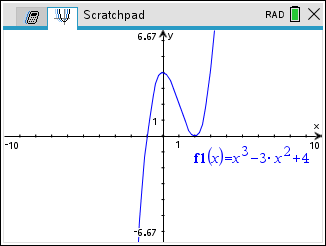 Scratchpad RAD
6.67 y
1
x
-10 1 10
f1(x)=x³-3·x²+4
-6.67